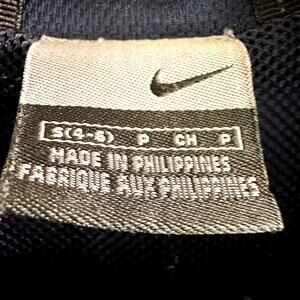 S(4-6) P CH P
MADE IN PHILIPPINES
FABRIQUE AUX PHILIPPINES